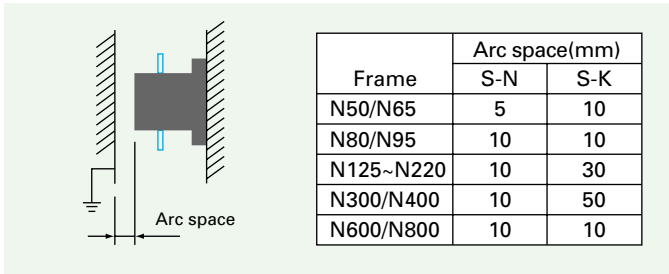 Arc space
Arc space(mm)
Frame S-N S-K
N50/N65 5 10
N80/N95 10 10
N125~N220 10 30
N300/N400 10 50
N600/N800 10 10